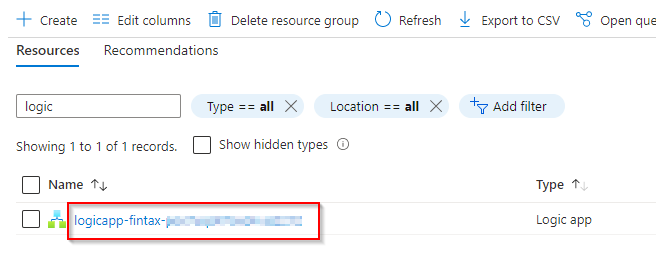 + Create Edit columns Delete resource group Refresh Export to CSV Open que
Resources Recommendations
logic Type == all Location == all Add filter
Showing 1 to 1 of 1 records. Show hidden types
Name Type
logicapp-fintax- Logic app